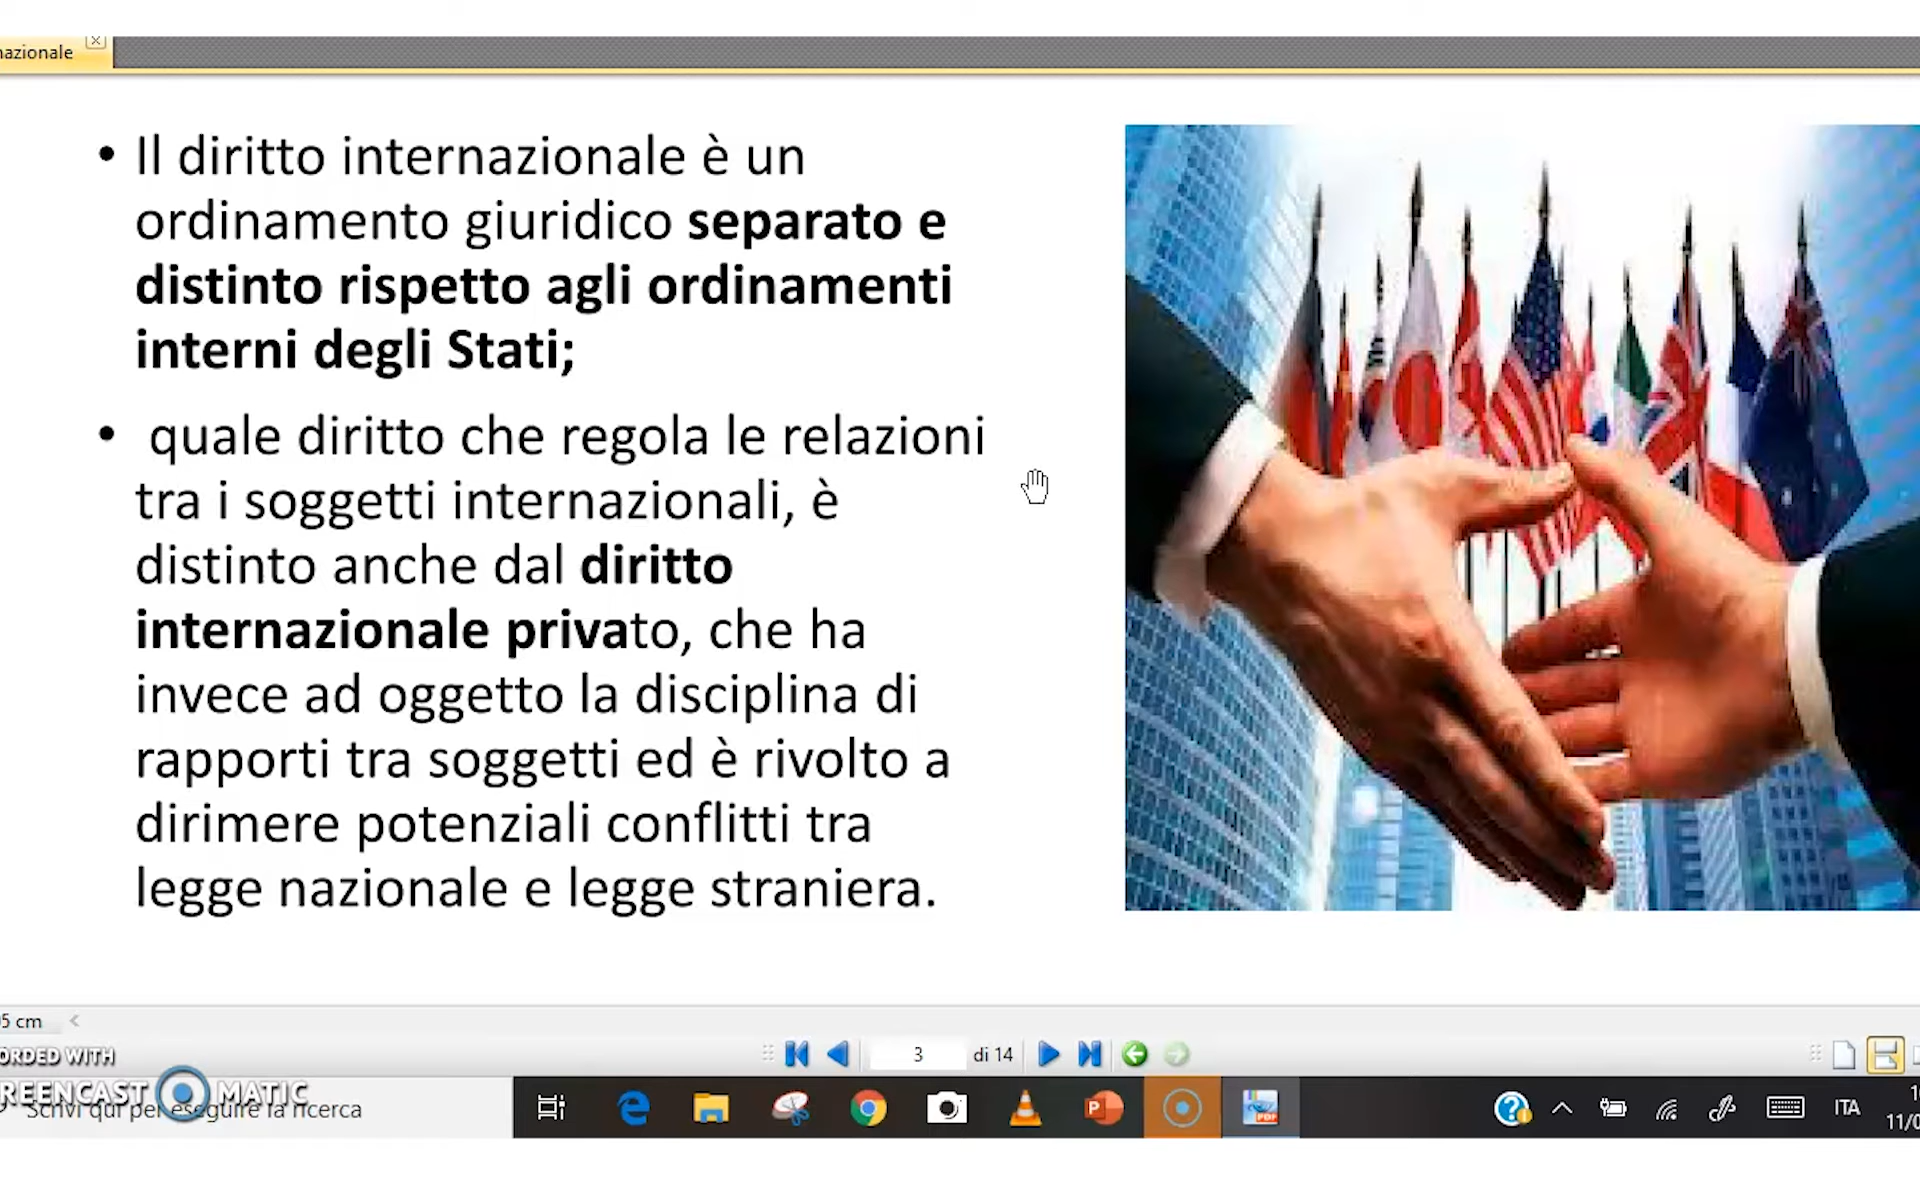 nazionale
• Il diritto internazionale è un
ordinamento giuridico separato e
distinto rispetto agli ordinamenti
interni degli Stati;
• quale diritto che regola le relazioni
tra i soggetti internazionali, è
distinto anche dal diritto
internazionale privato, che ha
invece ad oggetto la disciplina di
rapporti tra soggetti ed è rivolto a
dirimere potenziali conflitti tra
legge nazionale e legge straniera.
5 cm
3 di 14
ORDED WITH
REENCAST MATIC
Scrivi qui per eseguire la ricerca
ITA
11/0